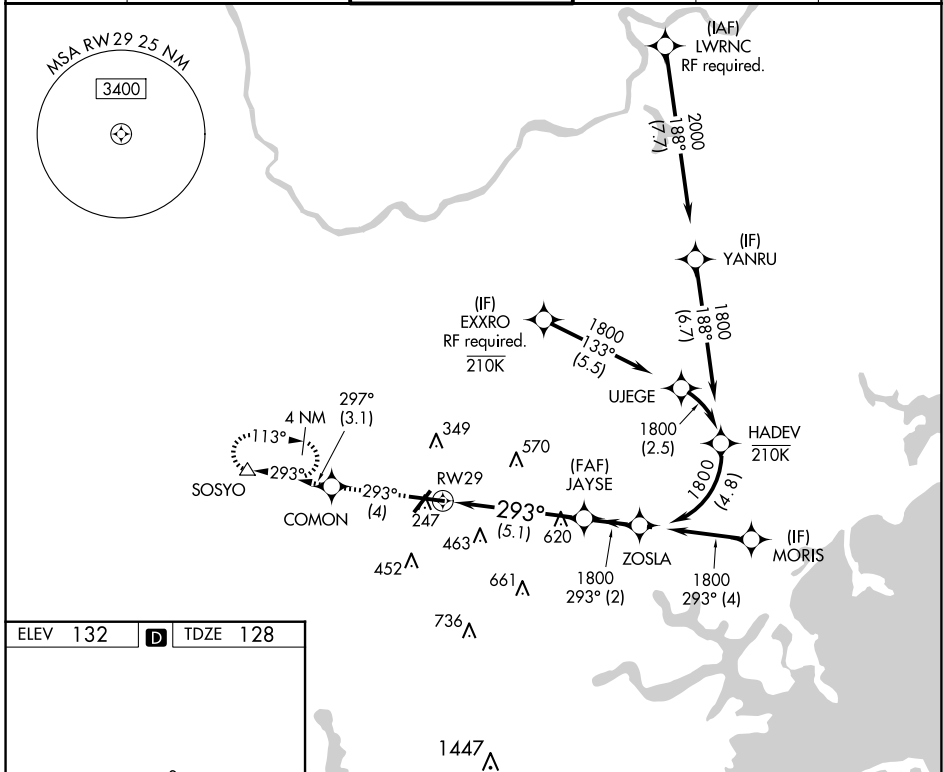 MSA RW29 25 NM
3400
(IAF)
LWRNC
RF required.
2000
188°
(7.7)
(IF)
YANRU
1800
188°
(6.7)
(IF)
EXXRO
RF required.
210K
1800
133°
(5.5)
UJEGE
1800
(2.5)
HADEV
210K
1800
(4.8)
297°
(3.1)
4 NM
113°
293°
SOSYO
COMON
293°
(4)
349
570
RW29
247
293°
(5.1)
(FAF)
JAYSE
620
463
452
661
736
ZOSLA
1800
293° (2)
(IF)
MORIS
1800
293° (4)
ELEV 132
D
TDZE 128
1447